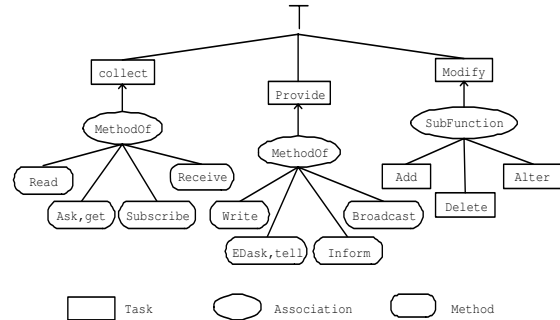 T
collect
Provide
Modify
MethodOf
MethodOf
SubFunction
Read
Receive
Ask,get
Subscribe
Write
Broadcast
EDask,tell
Inform
Add
Alter
Delete
Task
Association
Method